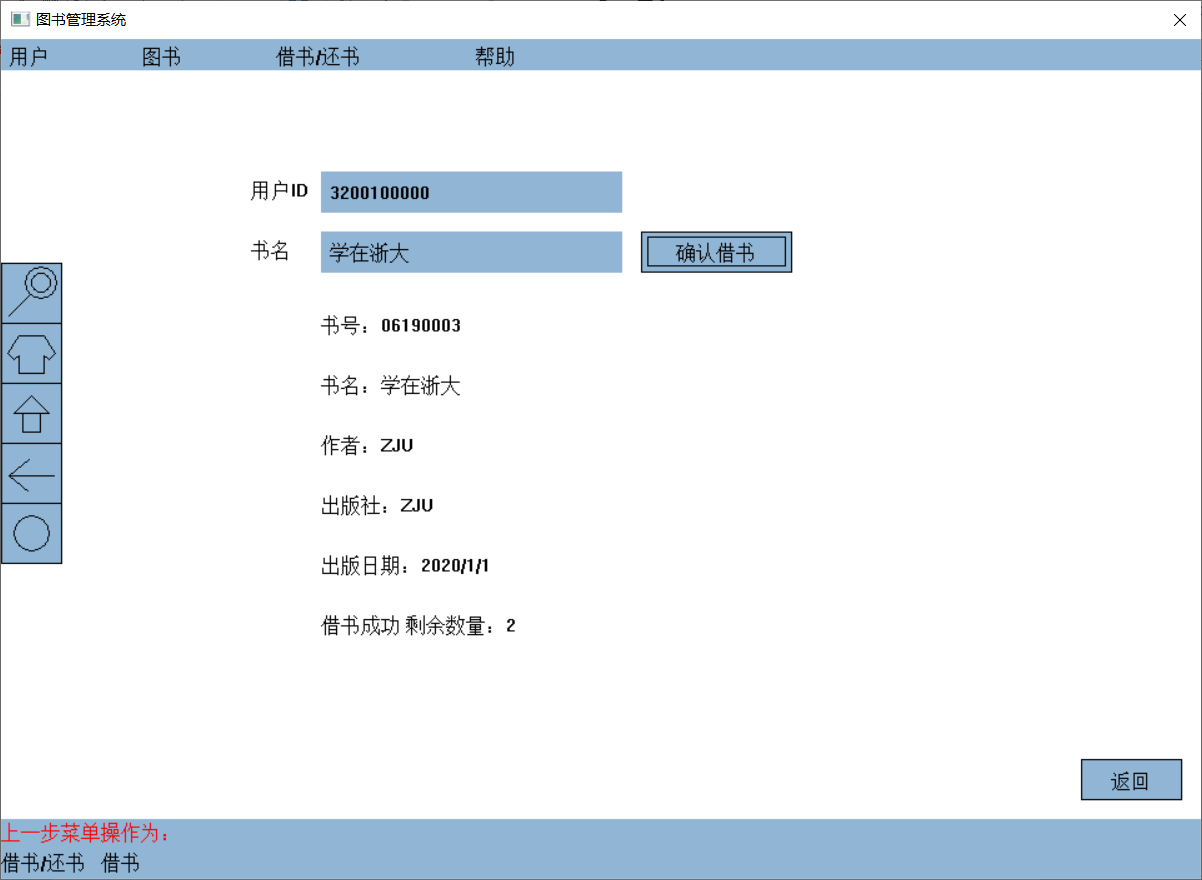 图书管理系统
用户 图书 借书/还书 帮助
用户ID 3200100000
书名 学在浙大 确认借书
书号：06190003
书名：学在浙大
作者：ZJU
出版社：ZJU
出版日期：2020/1/1
借书成功 剩余数量：2
返回
上一步菜单操作为：
借书/还书 借书